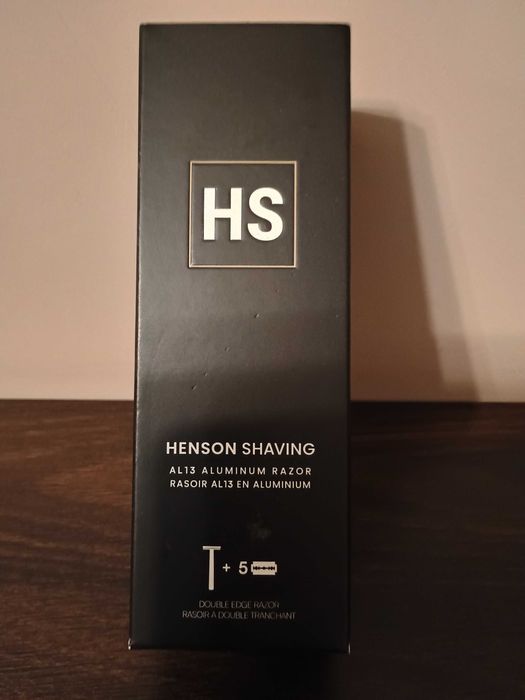 HS
HENSON SHAVING
AL13 ALUMINUM RAZOR
RASOIR AL13 EN ALUMINIUM
+ 5
DOUBLE EDGE RAZOR
RASOIR À DOUBLE TRANCHANT